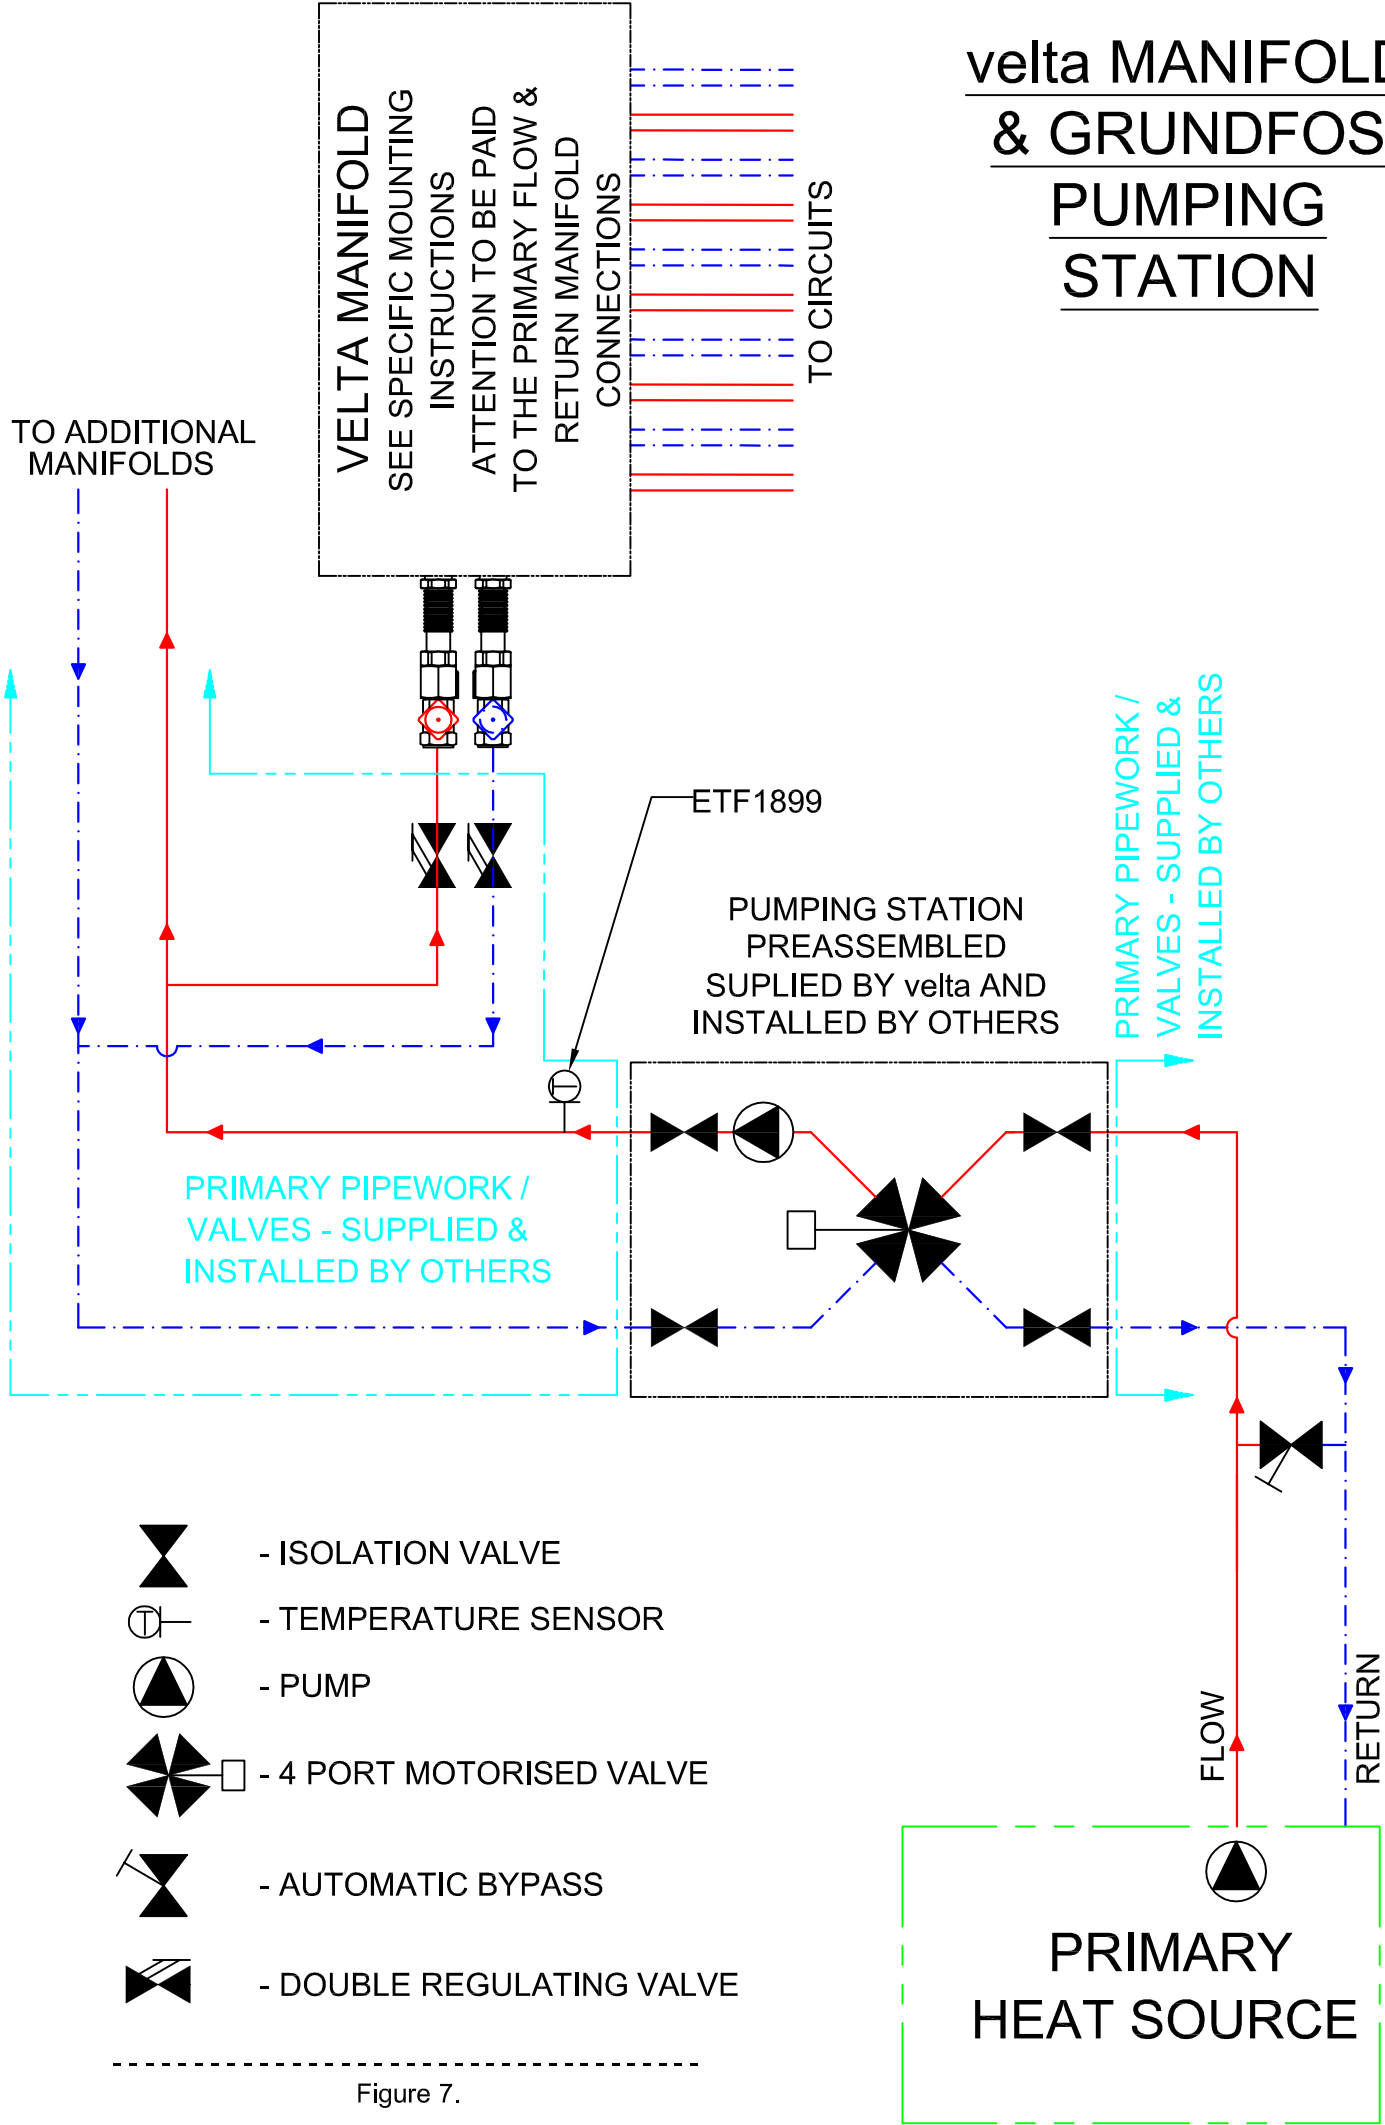 velta MANIFOLD
& GRUNDFOS
PUMPING
STATION
VELTA MANIFOLD
SEE SPECIFIC MOUNTING
INSTRUCTIONS
ATTENTION TO BE PAID
TO THE PRIMARY FLOW &
RETURN MANIFOLD
CONNECTIONS
TO CIRCUITS
TO ADDITIONAL
MANIFOLDS
ETF1899
PUMPING STATION
PREASSEMBLED
SUPLIED BY velta AND
INSTALLED BY OTHERS
PRIMARY PIPEWORK /
VALVES - SUPPLIED &
INSTALLED BY OTHERS
PRIMARY PIPEWORK /
VALVES - SUPPLIED &
INSTALLED BY OTHERS
- ISOLATION VALVE
T
- TEMPERATURE SENSOR
- PUMP
- 4 PORT MOTORISED VALVE
- AUTOMATIC BYPASS
- DOUBLE REGULATING VALVE
FLOW
RETURN
PRIMARY
HEAT SOURCE
Figure 7.